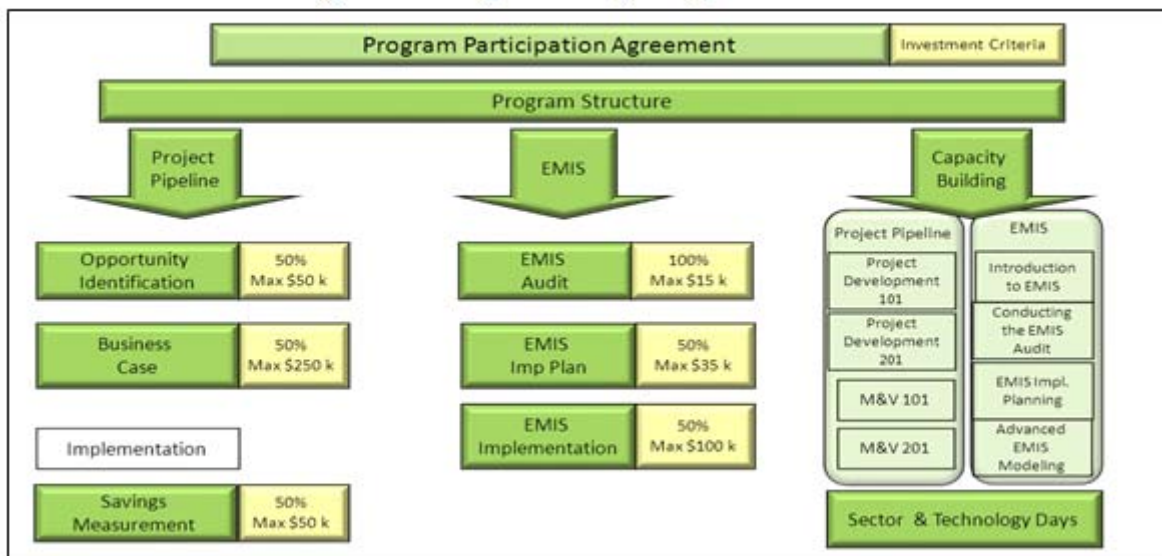 Program Participation Agreement
Investment Criteria
Program Structure
Project
Pipeline
EMIS
Capacity
Building
Opportunity
Identification
50%
Max $50 k
Business
Case
50%
Max $250 k
Implementation
Savings
Measurement
50%
Max $50 k
EMIS
Audit
100%
Max $15 k
EMIS
Imp Plan
50%
Max $35 k
EMIS
Implementation
50%
Max $100 k
Project Pipeline
Project
Development
101
Project
Development
201
M&V 101
M&V 201
EMIS
Introduction
to EMIS
Conducting
the EMIS
Audit
EMIS Impl.
Planning
Advanced
EMIS
Modeling
Sector & Technology Days